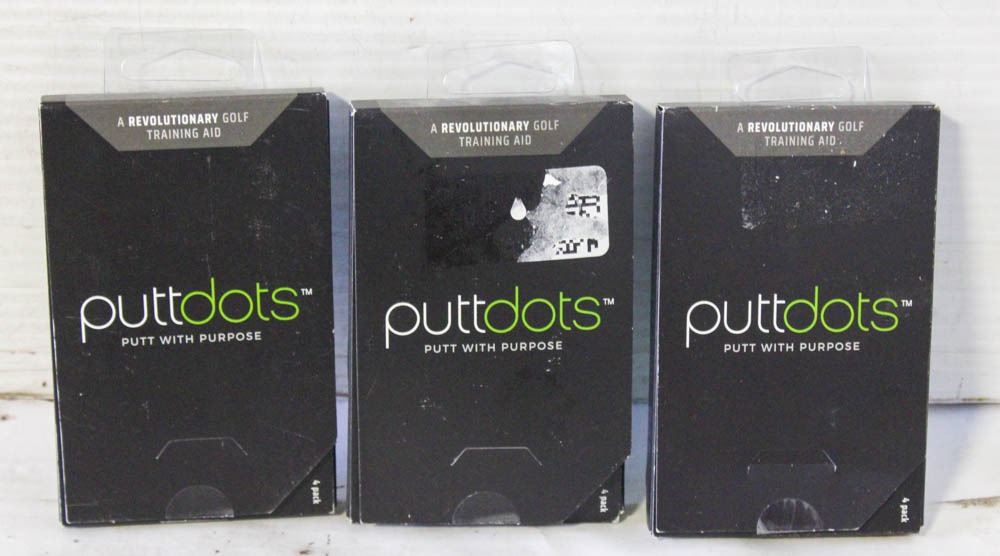 A REVOLUTIONARY GOLF
TRAINING AID
puttdots™
PUTT WITH PURPOSE
4 pack
A REVOLUTIONARY GOLF
TRAINING AID
puttdots™
PUTT WITH PURPOSE
4 pack
A REVOLUTIONARY GOLF
TRAINING AID
puttdots™
PUTT WITH PURPOSE
4 pack